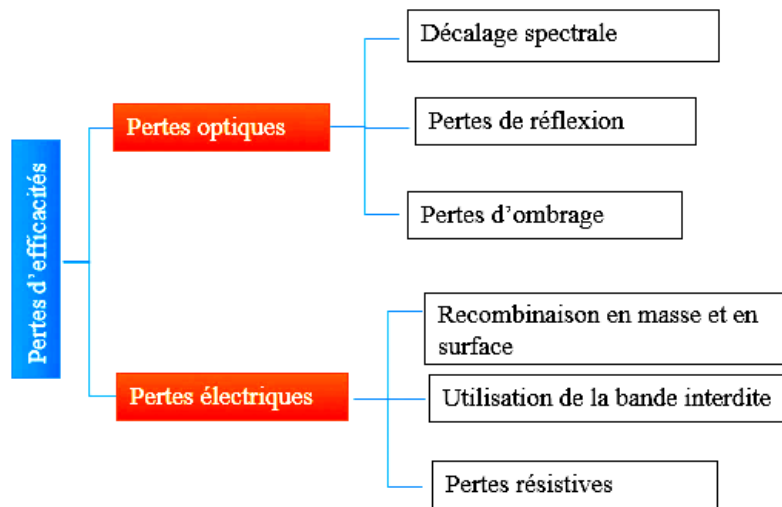 Pertes d'efficacités
Pertes optiques
Décalage spectrale
Pertes de réflexion
Pertes d'ombrage
Pertes électriques
Recombinaison en masse et en
surface
Utilisation de la bande interdite
Pertes résistives